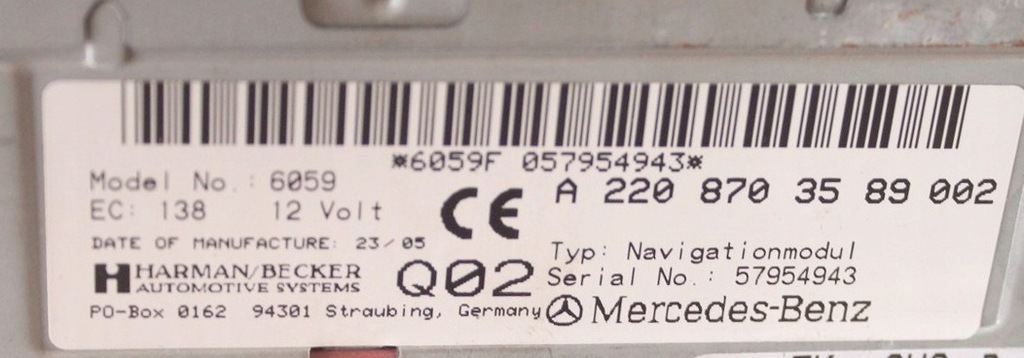 *6059F 057954943*
Model No.: 6059
A 220 870 35 89 002
EC: 138 12 Volt
CE
DATE OF MANUFACTURE: 23/05
Typ: Navigationmodul
HARMAN/BECKER
AUTOMOTIVE SYSTEMS
Q02
Serial No.: 57954943
PO-Box 0162 94301 Straubing, Germany
Mercedes-Benz